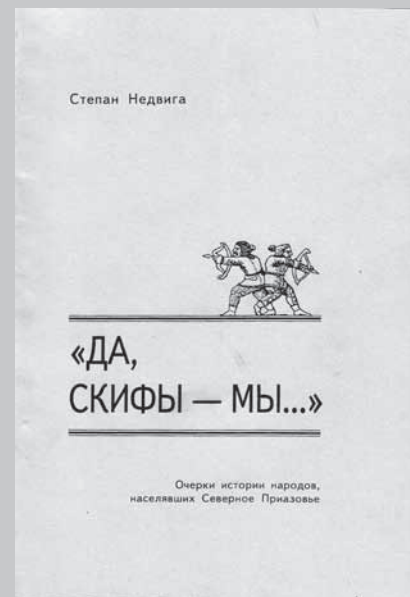 Степан Недвига
«ДА,
СКИФЫ — МЫ...»
Очерки истории народов,
населявших Северное Приазовье